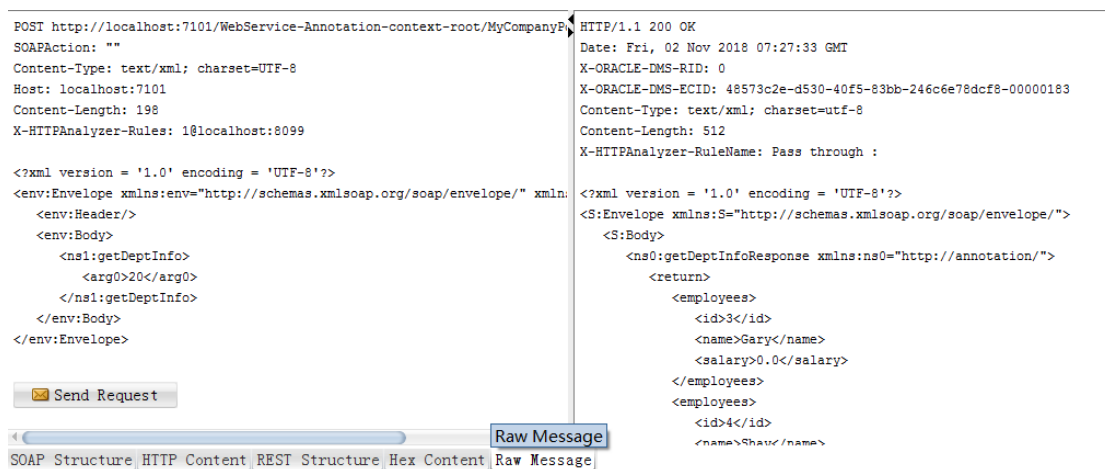 POST http://localhost:7101/WebService-Annotation-context-root/MyCompanyP
SOAPAction: ""
Content-Type: text/xml; charset=UTF-8
Host: localhost:7101
Content-Length: 198
X-HTTPAnalyzer-Rules: 1@localhost:8099
<?xml version = '1.0' encoding = 'UTF-8'?>
<env:Envelope xmlns:env="http://schemas.xmlsoap.org/soap/envelope/" xmln
<env:Header/>
<env:Body>
<ns1:getDeptInfo>
<arg0>20</arg0>
</ns1:getDeptInfo>
</env:Body>
</env:Envelope>
Send Request
HTTP/1.1 200 OK
Date: Fri, 02 Nov 2018 07:27:33 GMT
X-ORACLE-DMS-RID: 0
X-ORACLE-DMS-ECID: 48573c2e-d530-40f5-83bb-246c6e78dcf8-00000183
Content-Type: text/xml; charset=utf-8
Content-Length: 512
X-HTTPAnalyzer-RuleName: Pass through :
<?xml version = '1.0' encoding = 'UTF-8'?>
<S:Envelope xmlns:S="http://schemas.xmlsoap.org/soap/envelope/">
<S:Body>
<ns0:getDeptInfoResponse xmlns:ns0="http://annotation/">
<return>
<employees>
<id>3</id>
<name>Gary</name>
<salary>0.0</salary>
</employees>
<employees>
<id>4</id>
<name>Shay</name>
Raw Message
SOAP Structure HTTP Content REST Structure Hex Content Raw Message